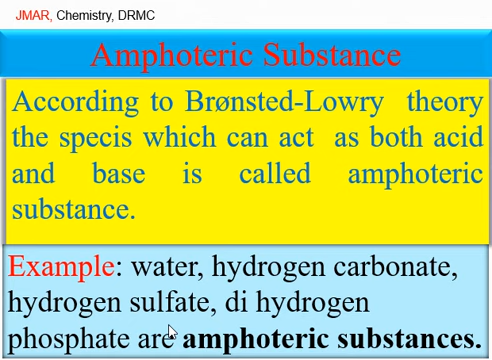 JMAR, Chemistry, DRMC
Amphoteric Substance
According to Brønsted-Lowry theory
the specis which can act as both acid
and base is called amphoteric
substance.
Example: water, hydrogen carbonate,
hydrogen sulfate, di hydrogen
phosphate are amphoteric substances.